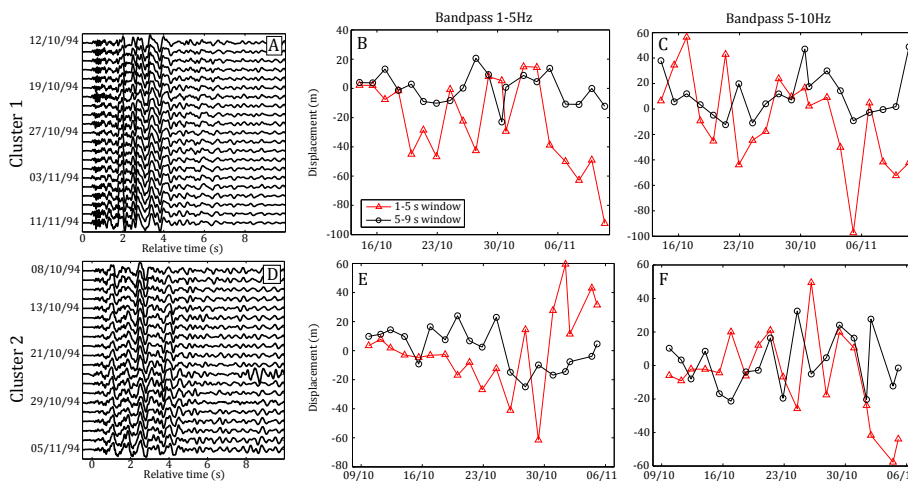 Bandpass 1-5Hz
Bandpass 5-10Hz
Cluster 1
12/10/94
19/10/94
27/10/94
03/11/94
11/11/94
A
0 2 4 6 8
Relative time (s)
B
Displacement (m)
40
20
0
-20
-40
-60
-80
-100
1-5 s window
5-9 s window
16/10 23/10 30/10 06/11
C
60
40
20
0
-20
-40
-60
-80
-100
16/10 23/10 30/10 06/11
Cluster 2
08/10/94
13/10/94
21/10/94
29/10/94
05/11/94
D
0 2 4 6 8
Relative time (s)
E
Displacement (m)
60
40
20
0
-20
-40
-60
-80
09/10 16/10 23/10 30/10 06/11
F
60
40
20
0
-20
-40
-60
09/10 16/10 23/10 30/10 06/1